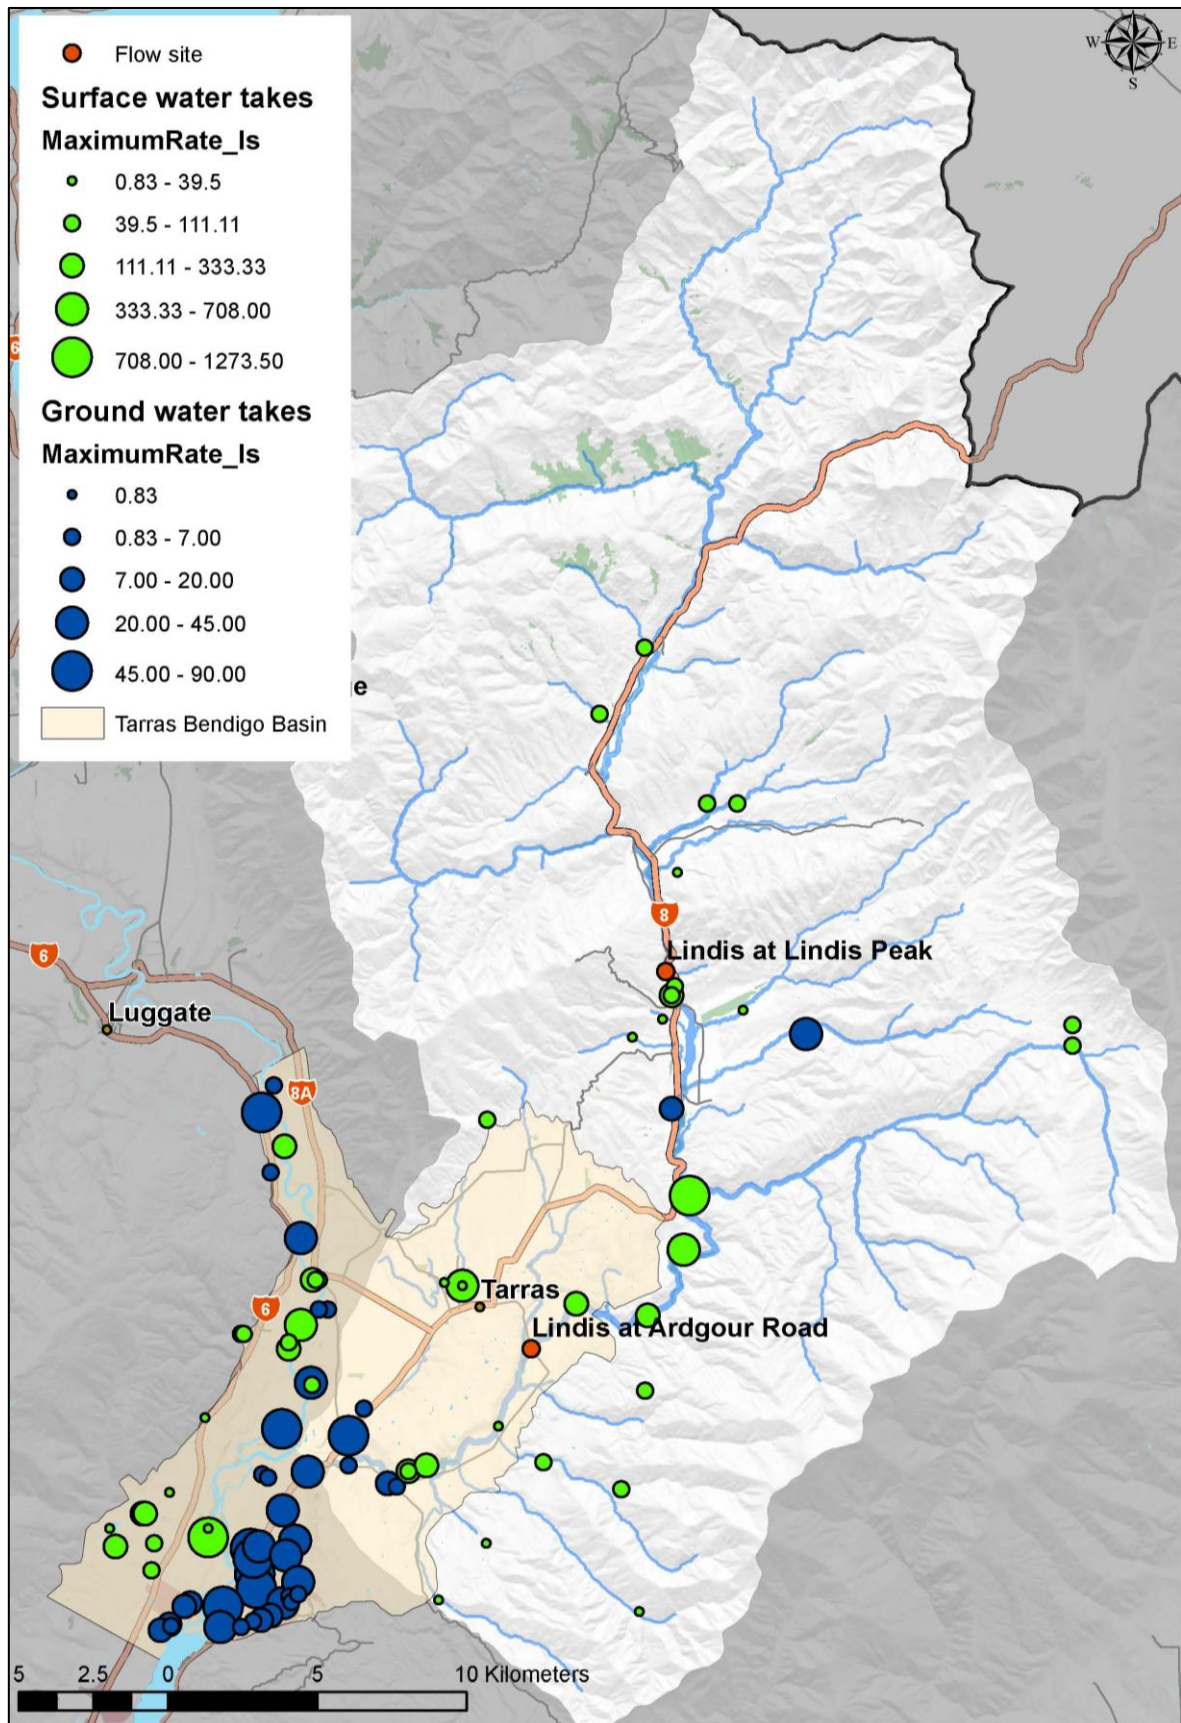 Flow site
Surface water takes
MaximumRate_ls
0.83 - 39.5
39.5 - 111.11
111.11 - 333.33
333.33 - 708.00
708.00 - 1273.50
Ground water takes
MaximumRate_ls
0.83
0.83 - 7.00
7.00 - 20.00
20.00 - 45.00
45.00 - 90.00
Tarras Bendigo Basin
W E
S
6
8
Lindis at Lindis Peak
6
Luggate
8A
Tarras
6
Lindis at Ardgour Road
5 2.5 0 5 10 Kilometers